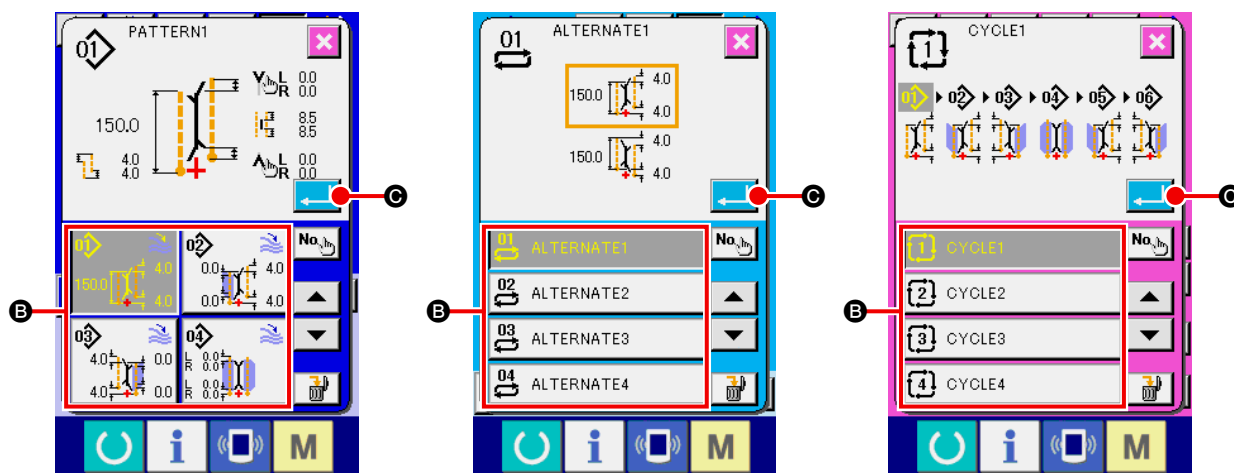 PATTERN1
01
150.0
4.0
4.0
L 0.0
R 0.0
8.5
8.5
L 0.0
R 0.0
C
B
01
150.0
4.0
4.0
02
0.0
4.0
0.0
4.0
No.
03
4.0
0.0
4.0
0.0
04
L 0.0
R 0.0
L 0.0
R 0.0
i
M
ALTERNATE1
01
150.0
4.0
4.0
150.0
4.0
4.0
C
B
01 ALTERNATE1
No.
02 ALTERNATE2
03 ALTERNATE3
04 ALTERNATE4
i
M
CYCLE1
1
01 02 03 04 05 06
C
B
1 CYCLE1
No.
2 CYCLE2
3 CYCLE3
4 CYCLE4
i
M